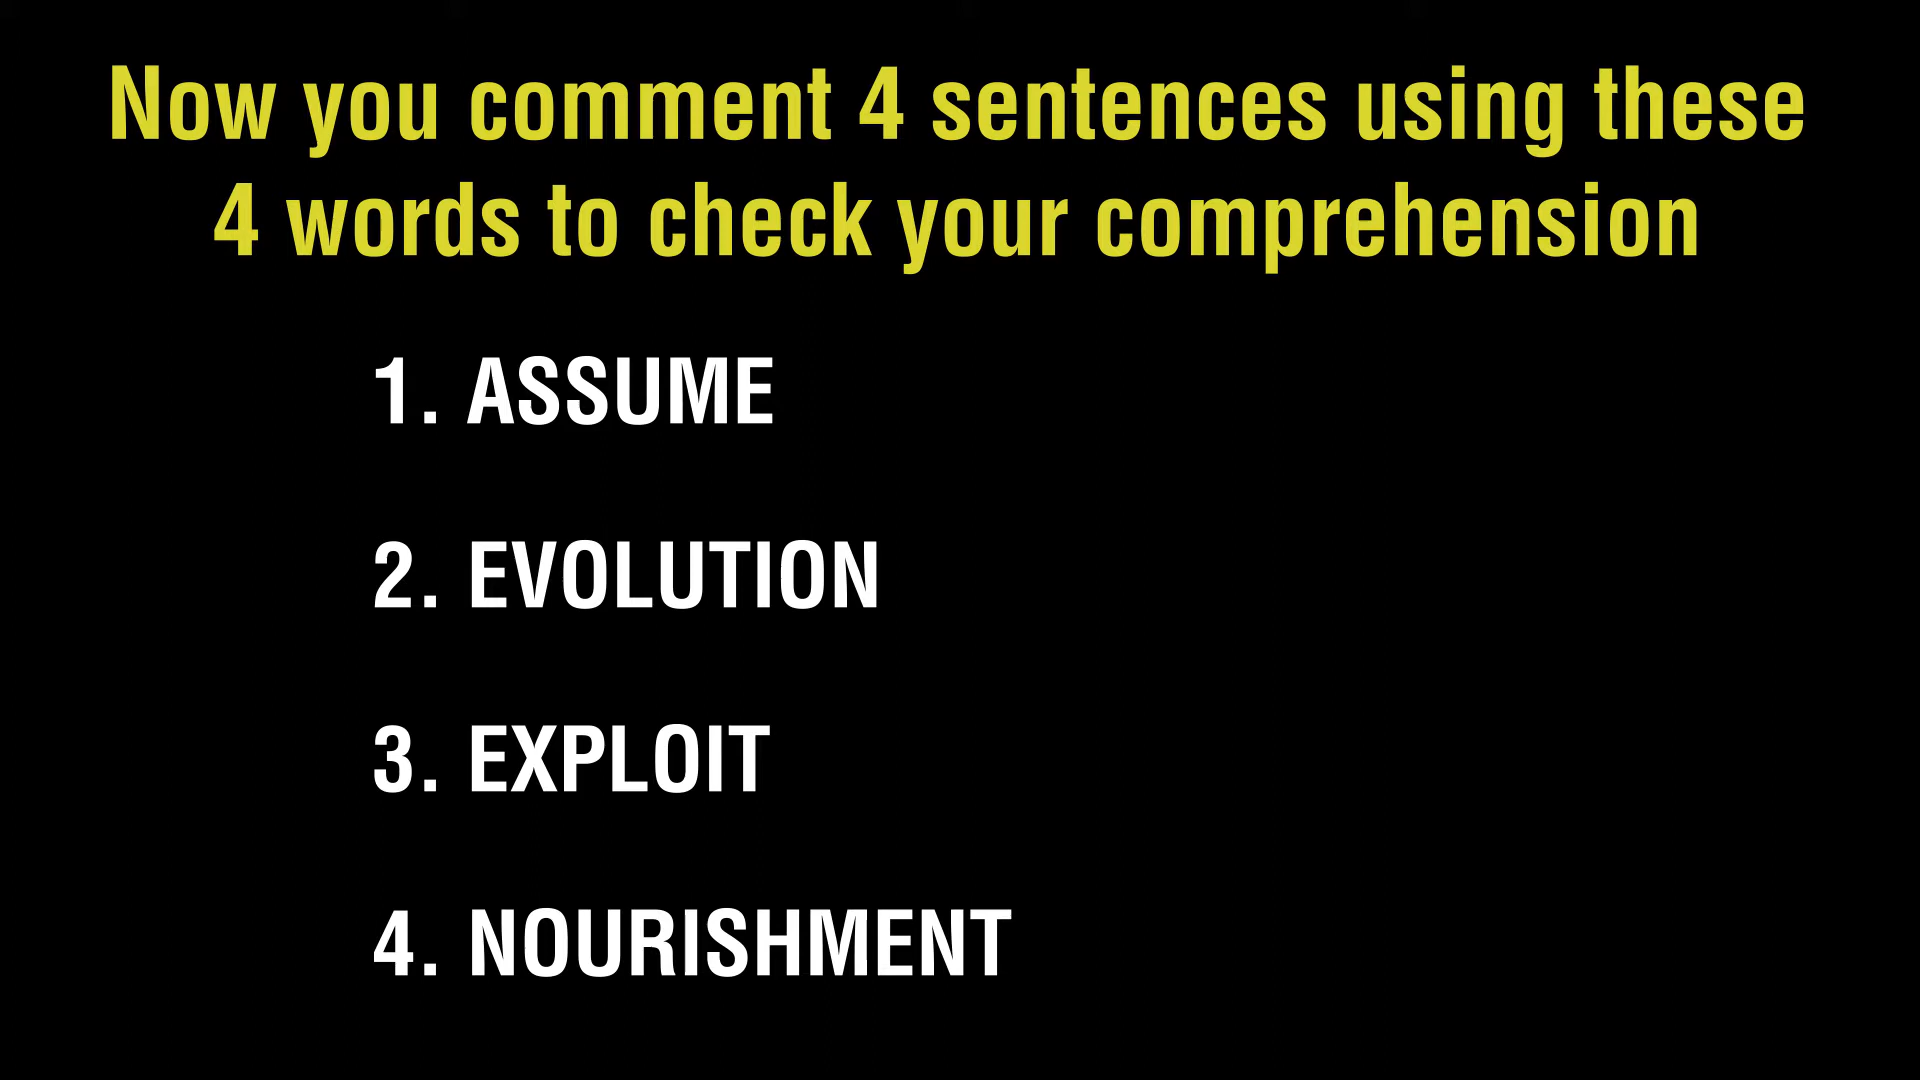 Now you comment 4 sentences using these
4 words to check your comprehension
1. ASSUME
2. EVOLUTION
3. EXPLOIT
4. NOURISHMENT